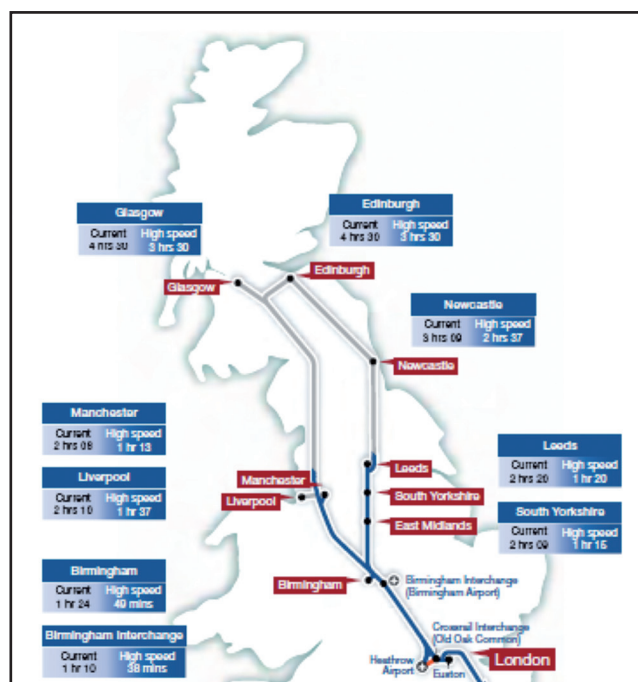 Glasgow
Current High speed
4 hrs 30 3 hrs 30
Edinburgh
Current High speed
4 hrs 30 3 hrs 30
Edinburgh
Glasgow
Newcastle
Current High speed
3 hrs 09 2 hrs 37
Newcastle
Manchester
Current High speed
2 hrs 08 1 hr 13
Liverpool
Current High speed
2 hrs 10 1 hr 37
Leeds
Current High speed
2 hrs 20 1 hr 20
South Yorkshire
Current High speed
2 hrs 09 1 hr 15
Leeds
Manchester
Liverpool
South Yorkshire
East Midlands
Birmingham
Current High speed
1 hr 24 49 mins
Birmingham
Birmingham Interchange
(Birmingham Airport)
Birmingham Interchange
Current High speed
1 hr 10 38 mins
Crossrail Interchange
(Old Oak Common)
London
Heathrow
Airport
Euston